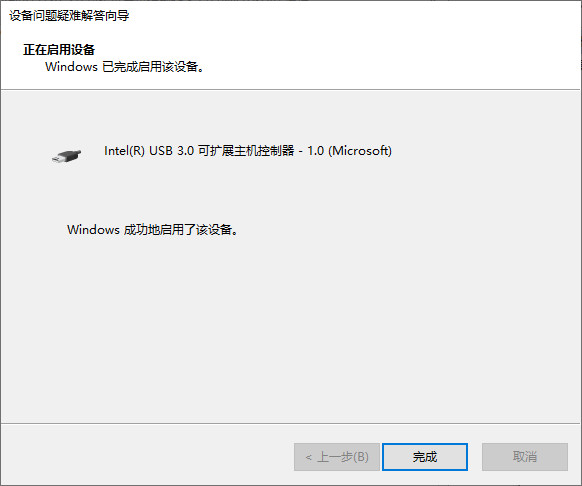 设备问题疑难解答向导
正在启用设备
Windows 已完成启用该设备。
Intel(R) USB 3.0 可扩展主机控制器 - 1.0 (Microsoft)
Windows 成功地启用了该设备。
< 上一步(B)
完成
取消